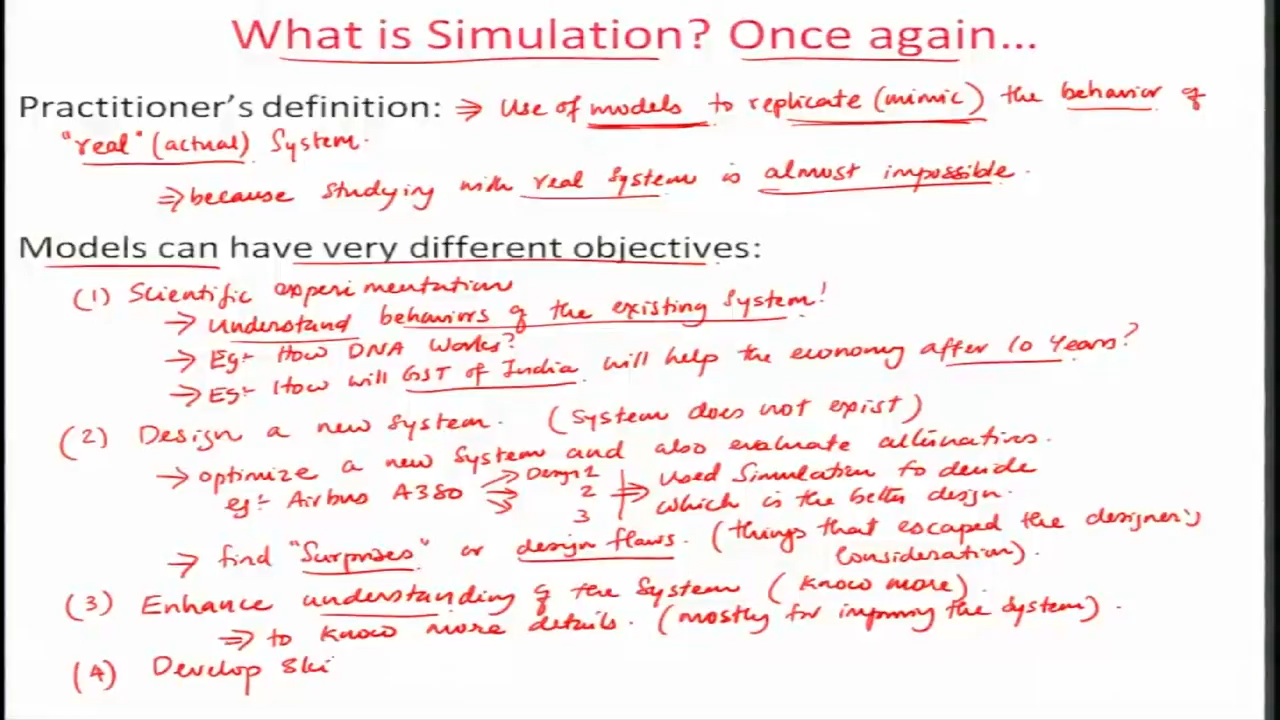 What is Simulation? Once again...
Practitioner's definition: ⇒ Use of models to replicate (mimic) the behavior of
"real" (actual) System.
⇒ because studying with real system is almost impossible.
Models can have very different objectives:
(1) Scientific experimentation
→ Understand behaviors of the existing System!
→ Eg:- How DNA Works?
→ Eg:- How will GST of India will help the economy after 10 Years?
(2) Design a new system. (System does not exist)
→ optimize a new System and also evaluate alternatives.
eg:- Airbus A380 → Design 1 2 3 ⇒ used Simulation to decide
which is the better design.
→ find "Surprises" or design flaws. (things that escaped the designer's
consideration).
(3) Enhance understanding of the System (know more).
⇒ to know more details. (mostly for improving the System).
(4) Develop Ski